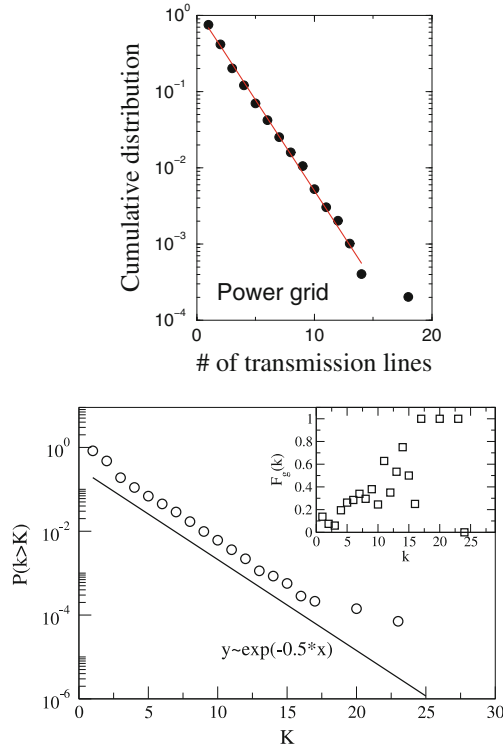 10^0
10^-1
10^-2
10^-3
10^-4
Cumulative distribution
Power grid
0 10 20
# of transmission lines
10^0
10^-2
10^-4
10^-6
P(k>K)
y~exp(-0.5*x)
0 5 10 15 20 25 30
K
1
0.8
0.6
0.4
0.2
0
F_g(k)
0 5 10 15 20 25
k